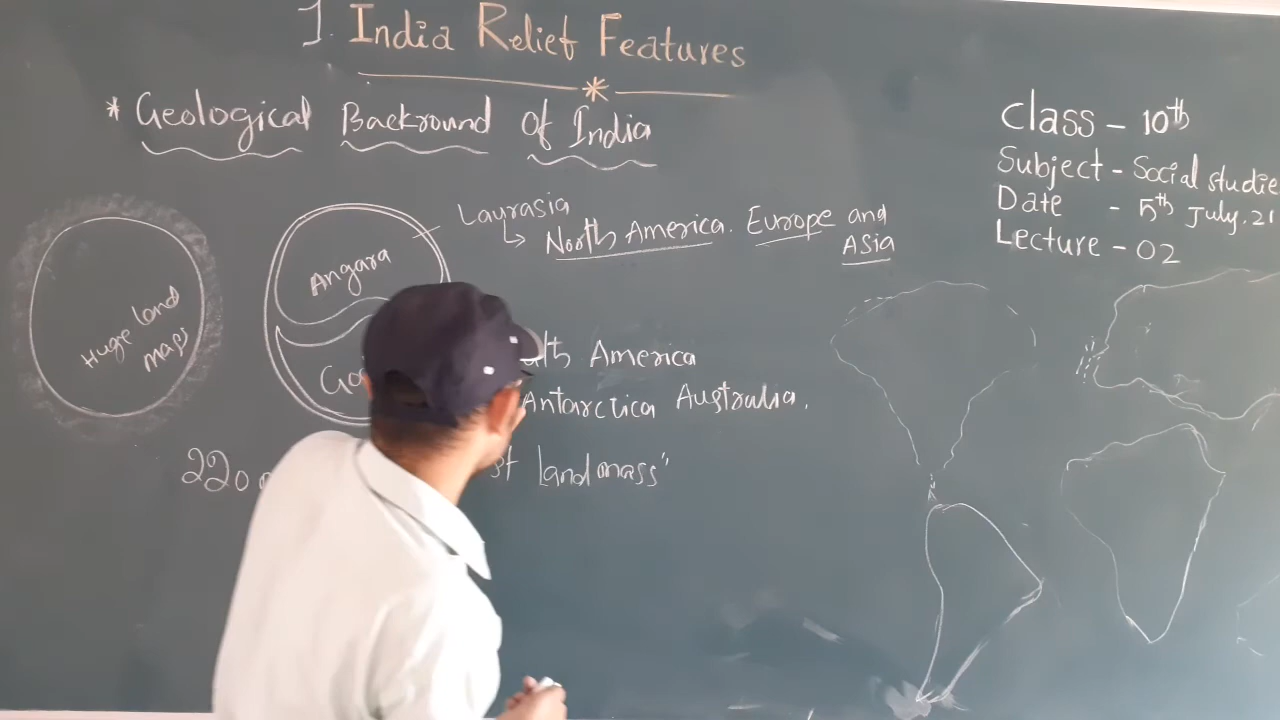 1. India Relief Features
* Geological Backround Of India
Class - 10th
Subject - Social studie
Date - 5th July.21
Lecture - 02
Laurasia
North America. Europe and
Asia
Angara
Huge land
mass
America
Antarctica Australia.
220
landmass"